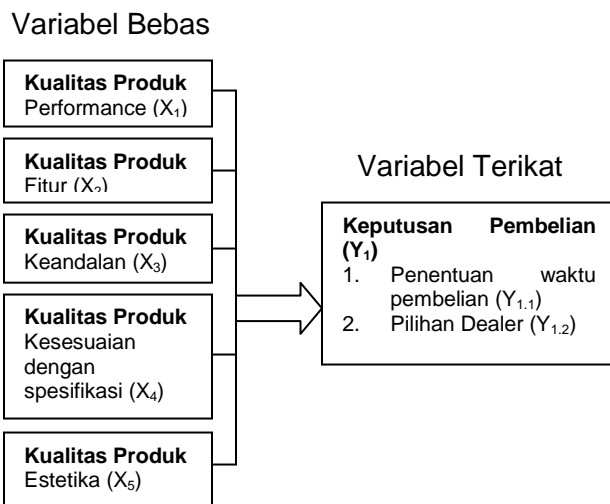 Variabel Bebas
Kualitas Produk
Performance (X₁)
Kualitas Produk
Fitur (X₂)
Kualitas Produk
Keandalan (X₃)
Kualitas Produk
Kesesuaian
dengan
spesifikasi (X₄)
Kualitas Produk
Estetika (X₅)
Variabel Terikat
Keputusan Pembelian
(Y₁)
1. Penentuan waktu
pembelian (Y₁.₁)
2. Pilihan Dealer (Y₁.₂)